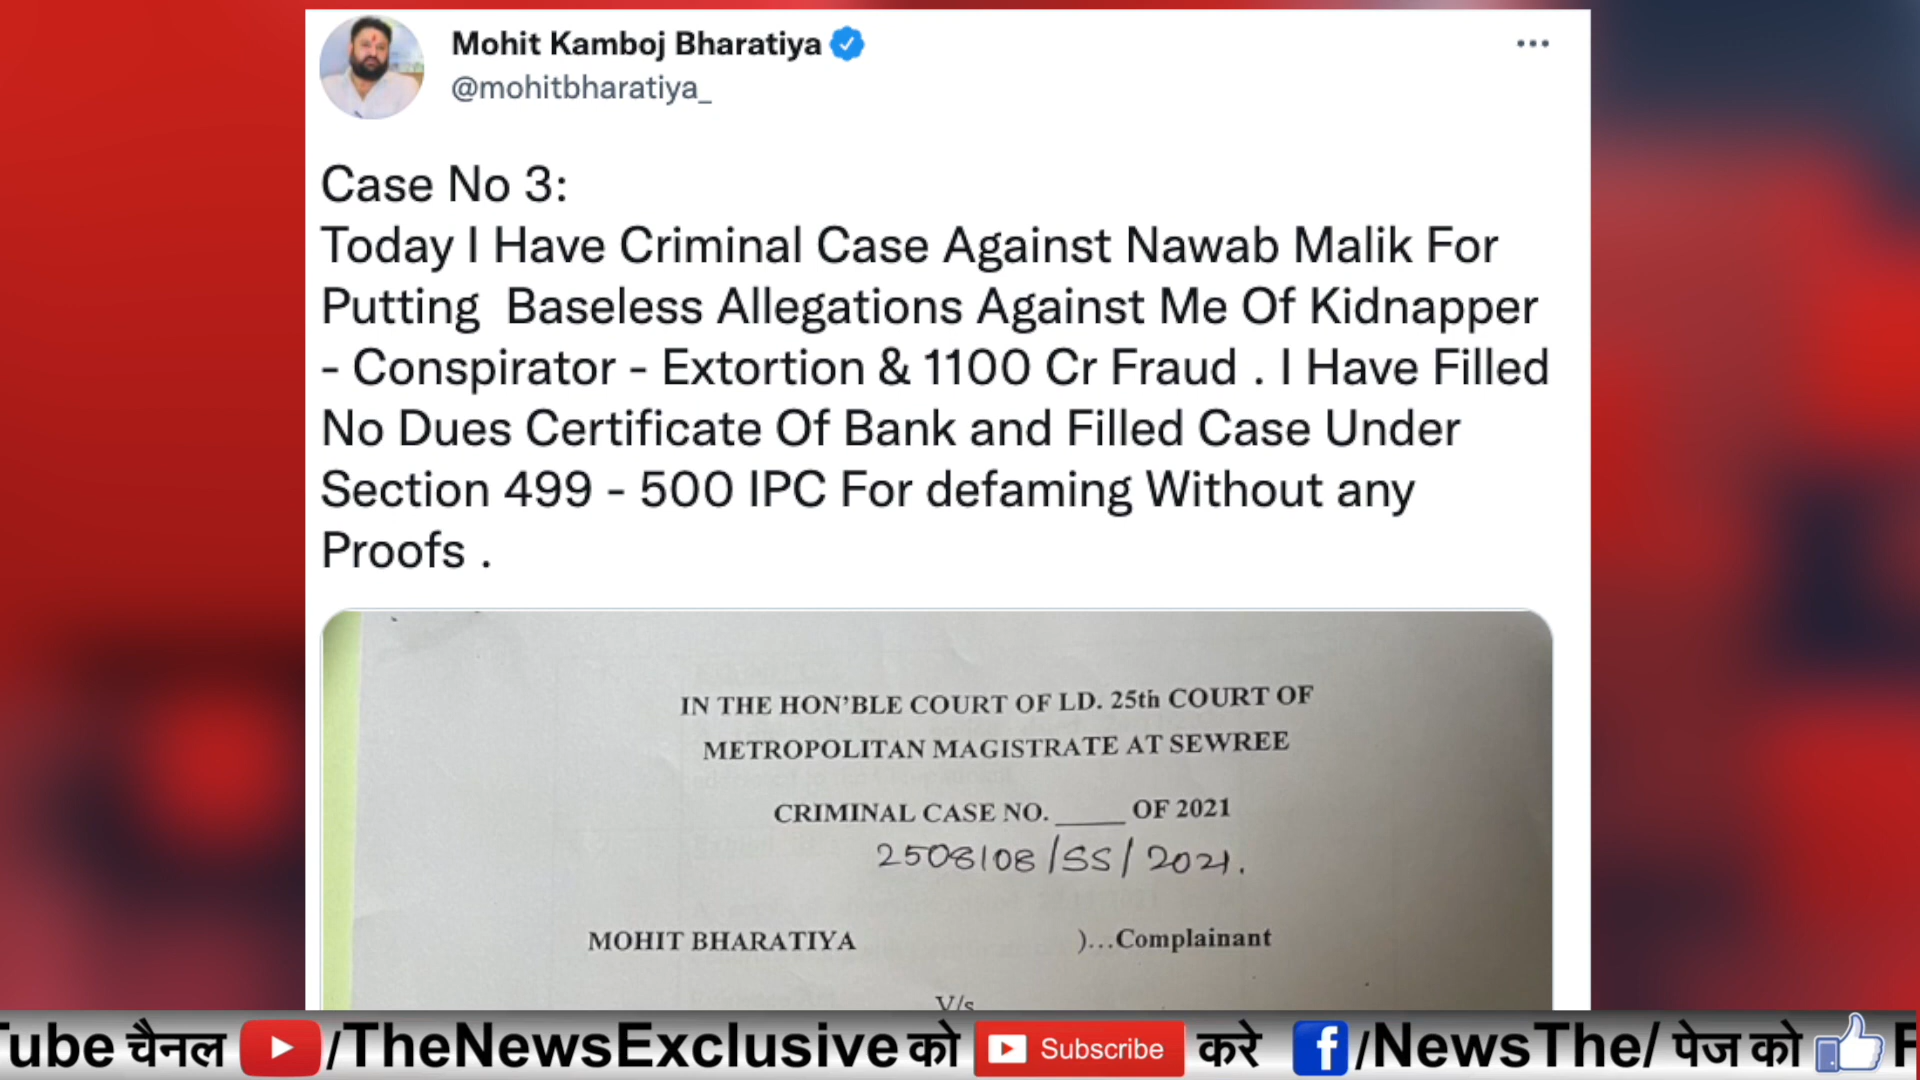 Mohit Kamboj Bharatiya
@mohitbharatiya_
Case No 3:
Today I Have Criminal Case Against Nawab Malik For
Putting  Baseless Allegations Against Me Of Kidnapper
- Conspirator - Extortion & 1100 Cr Fraud . I Have Filled
No Dues Certificate Of Bank and Filled Case Under
Section 499 - 500 IPC For defaming Without any
Proofs .
IN THE HON'BLE COURT OF LD. 25th COURT OF
METROPOLITAN MAGISTRATE AT SEWREE
CRIMINAL CASE NO. _____ OF 2021
2508108/SS/2021.
MOHIT BHARATIYA )...Complainant
V/s
ube चैनल /TheNewsExclusive को Subscribe करे f/NewsThe/ पेज को